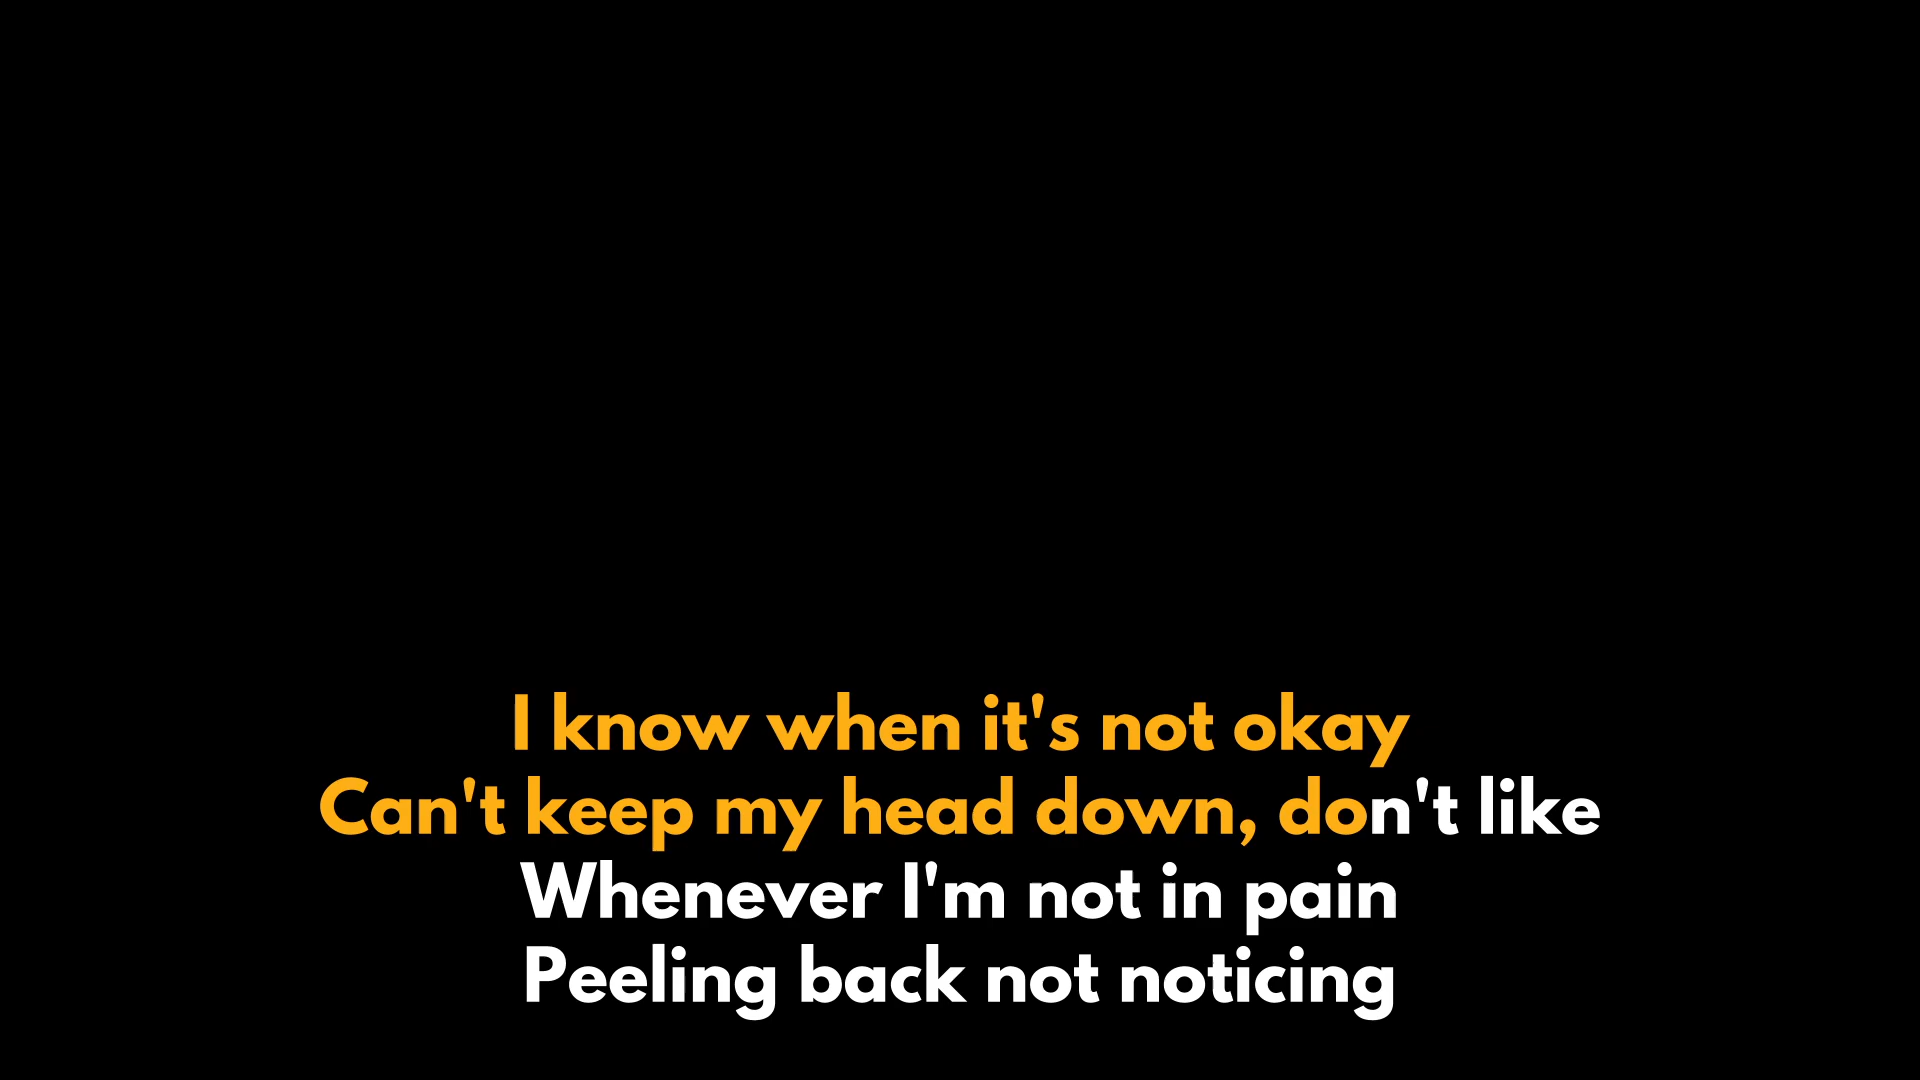 I know when it's not okay
Can't keep my head down, don't like
Whenever I'm not in pain
Peeling back not noticing